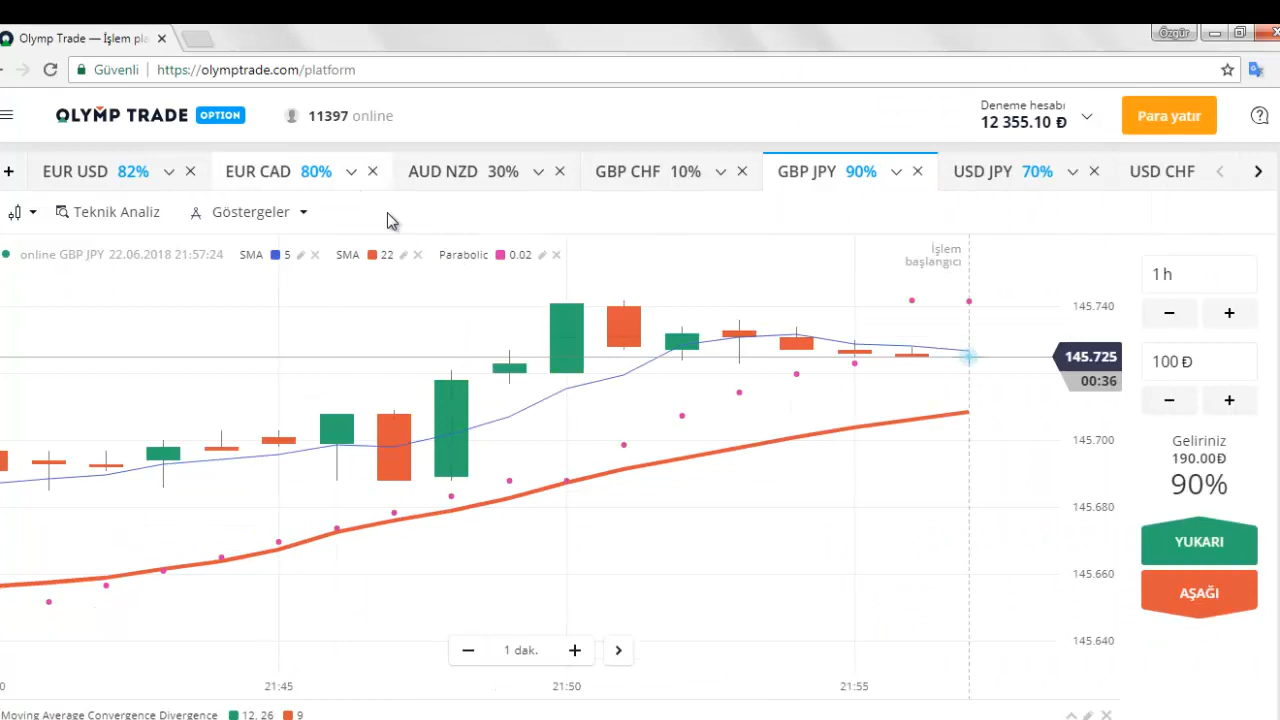 Olymp Trade — İşlem pla
Özgür
Güvenli
https://olymptrade.com/platform
OLYMP TRADE OPTION
11397 online
Deneme hesabı
12 355.10 Đ
Para yatır
EUR USD 82%
EUR CAD 80%
AUD NZD 30%
GBP CHF 10%
GBP JPY 90%
USD JPY 70%
USD CHF
Teknik Analiz
Göstergeler
online GBP JPY 22.06.2018 21:57:24
SMA 5
SMA 22
Parabolic 0.02
İşlem
başlangıcı
145.740
145.725
00:36
145.700
145.680
145.660
145.640
1 h
100 Đ
Geliriniz
190.00Đ
90%
YUKARI
AŞAĞI
1 dak.
0
21:45
21:50
21:55
Moving Average Convergence Divergence 12, 26 9